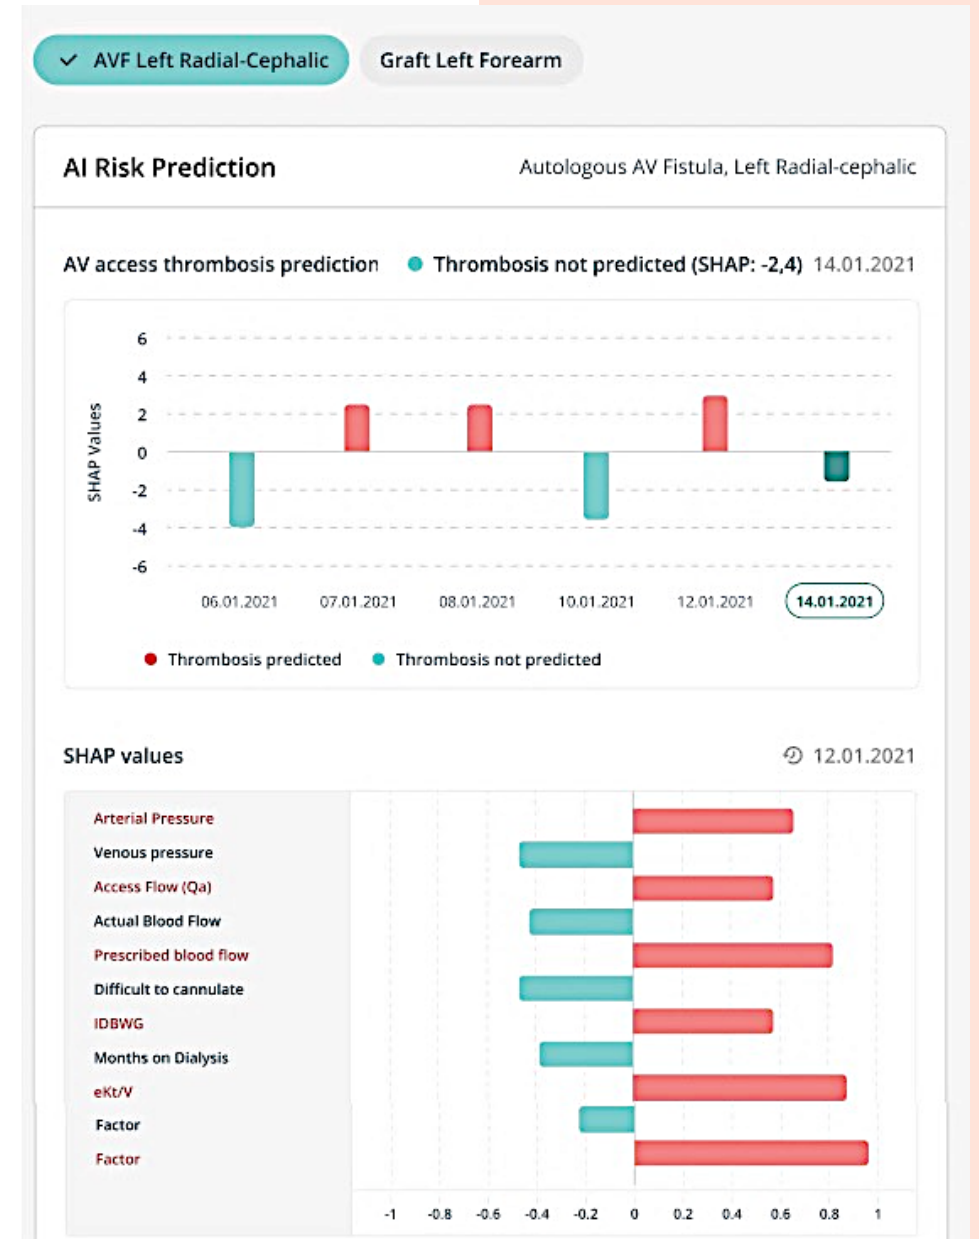 AVF Left Radial-Cephalic Graft Left Forearm
AI Risk Prediction Autologous AV Fistula, Left Radial-cephalic
AV access thrombosis prediction Thrombosis not predicted (SHAP: -2,4) 14.01.2021
SHAP Values
6
4
2
0
-2
-4
-6
06.01.2021 07.01.2021 08.01.2021 10.01.2021 12.01.2021 14.01.2021
Thrombosis predicted Thrombosis not predicted
SHAP values 12.01.2021
Arterial Pressure
Venous pressure
Access Flow (Qa)
Actual Blood Flow
Prescribed blood flow
Difficult to cannulate
IDBWG
Months on Dialysis
eKt/V
Factor
Factor
-1 -0.8 -0.6 -0.4 -0.2 0 0.2 0.4 0.6 0.8 1